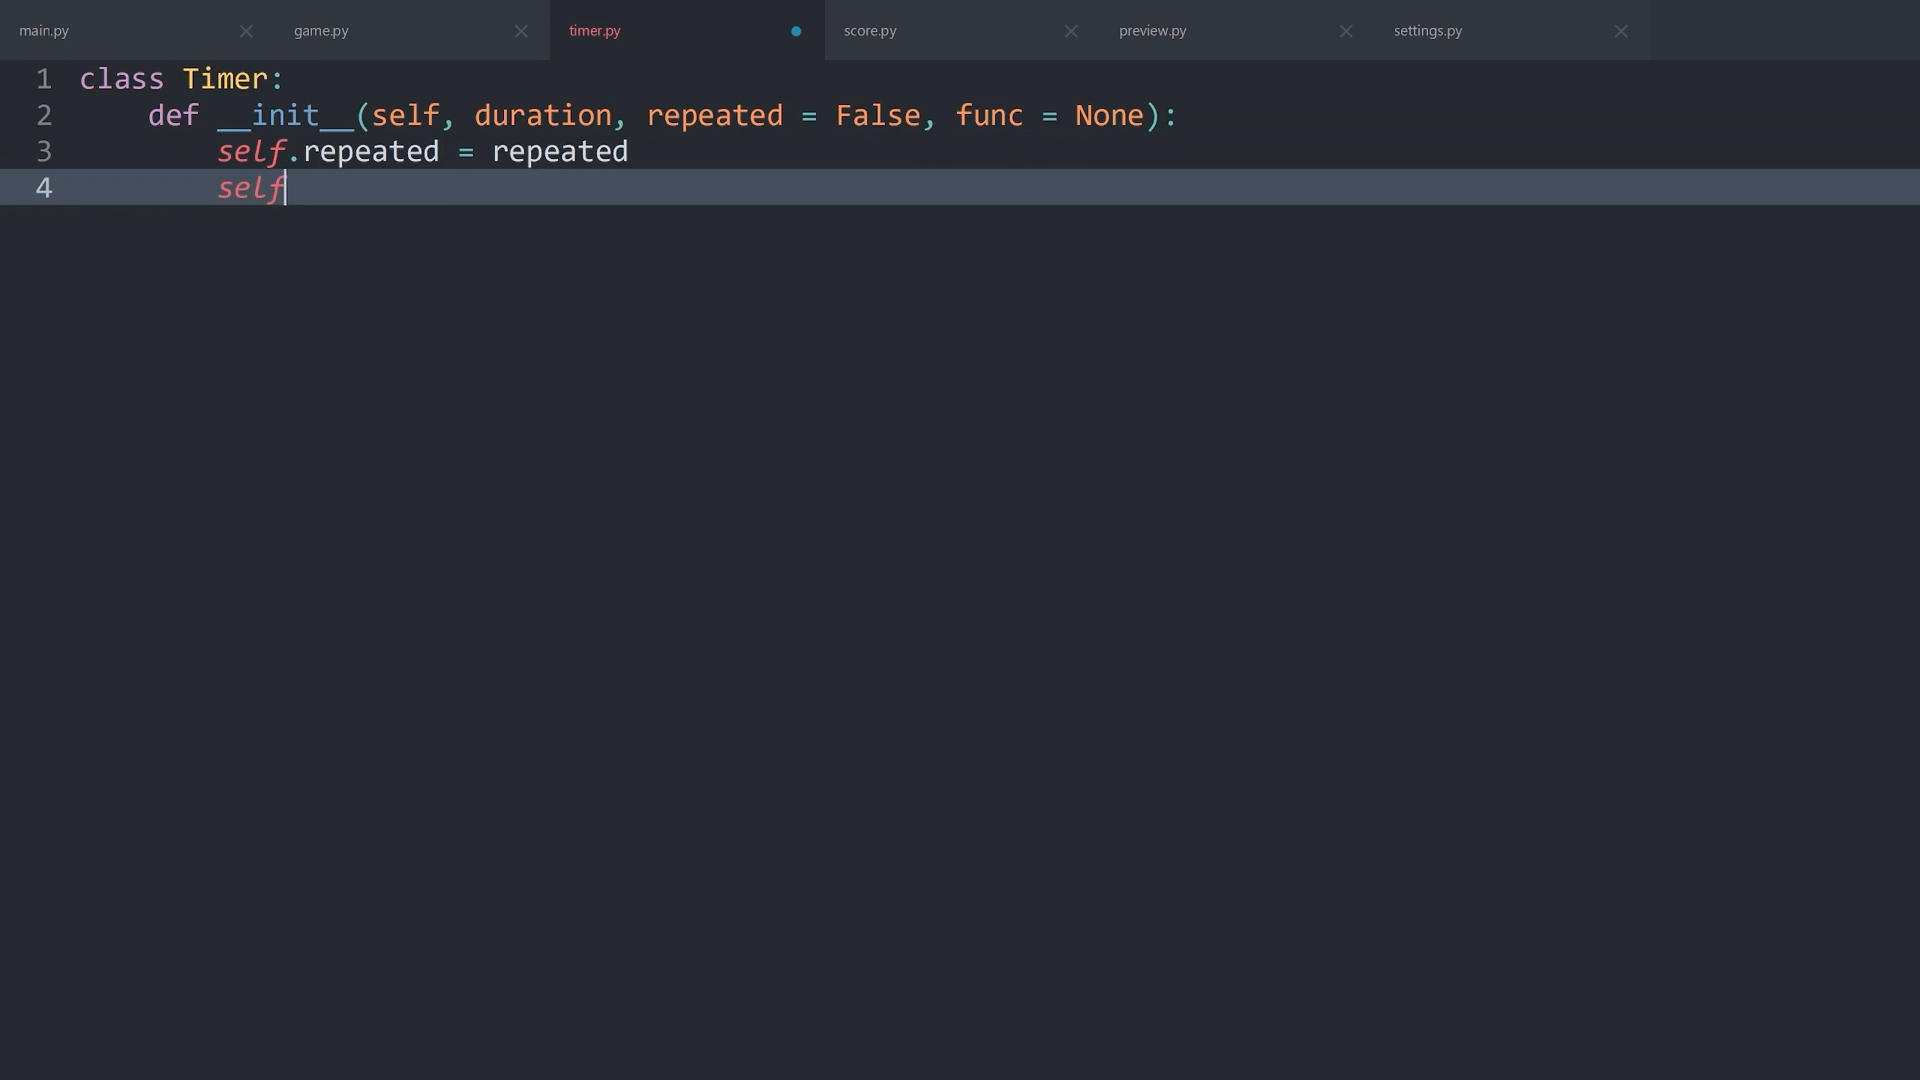 main.py game.py timer.py score.py preview.py settings.py
1 class Timer:
2     def __init__(self, duration, repeated = False, func = None):
3         self.repeated = repeated
4         self